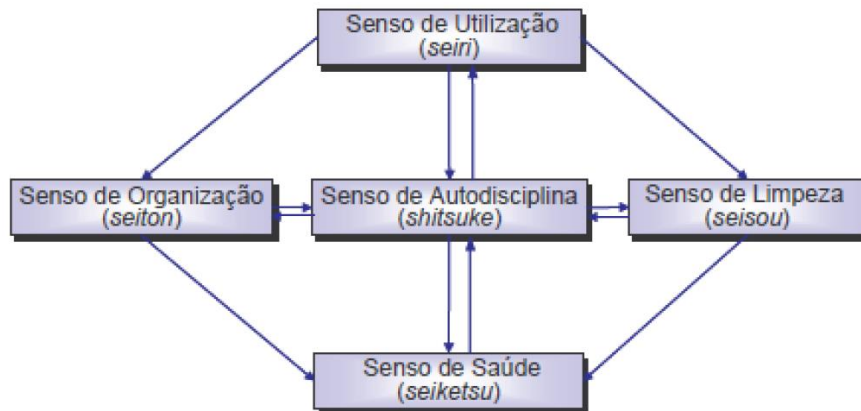 Senso de Utilização
(seiri)
Senso de Organização
(seiton)
Senso de Autodisciplina
(shitsuke)
Senso de Limpeza
(seisou)
Senso de Saúde
(seiketsu)